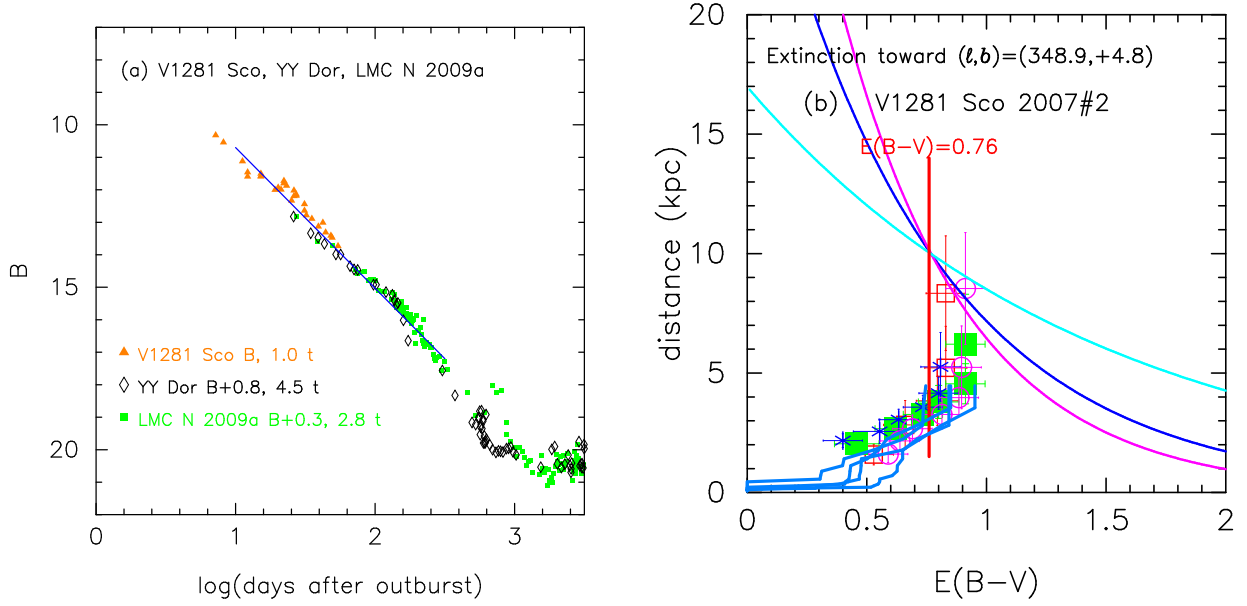 (a) V1281 Sco, YY Dor, LMC N 2009a
B
10
15
20
V1281 Sco B, 1.0 t
YY Dor B+0.8, 4.5 t
LMC N 2009a B+0.3, 2.8 t
0 1 2 3
log(days after outburst)
Extinction toward (l,b)=(348.9,+4.8)
(b) V1281 Sco 2007#2
E(B−V)=0.76
distance (kpc)
20
15
10
5
0
0 0.5 1 1.5 2
E(B−V)